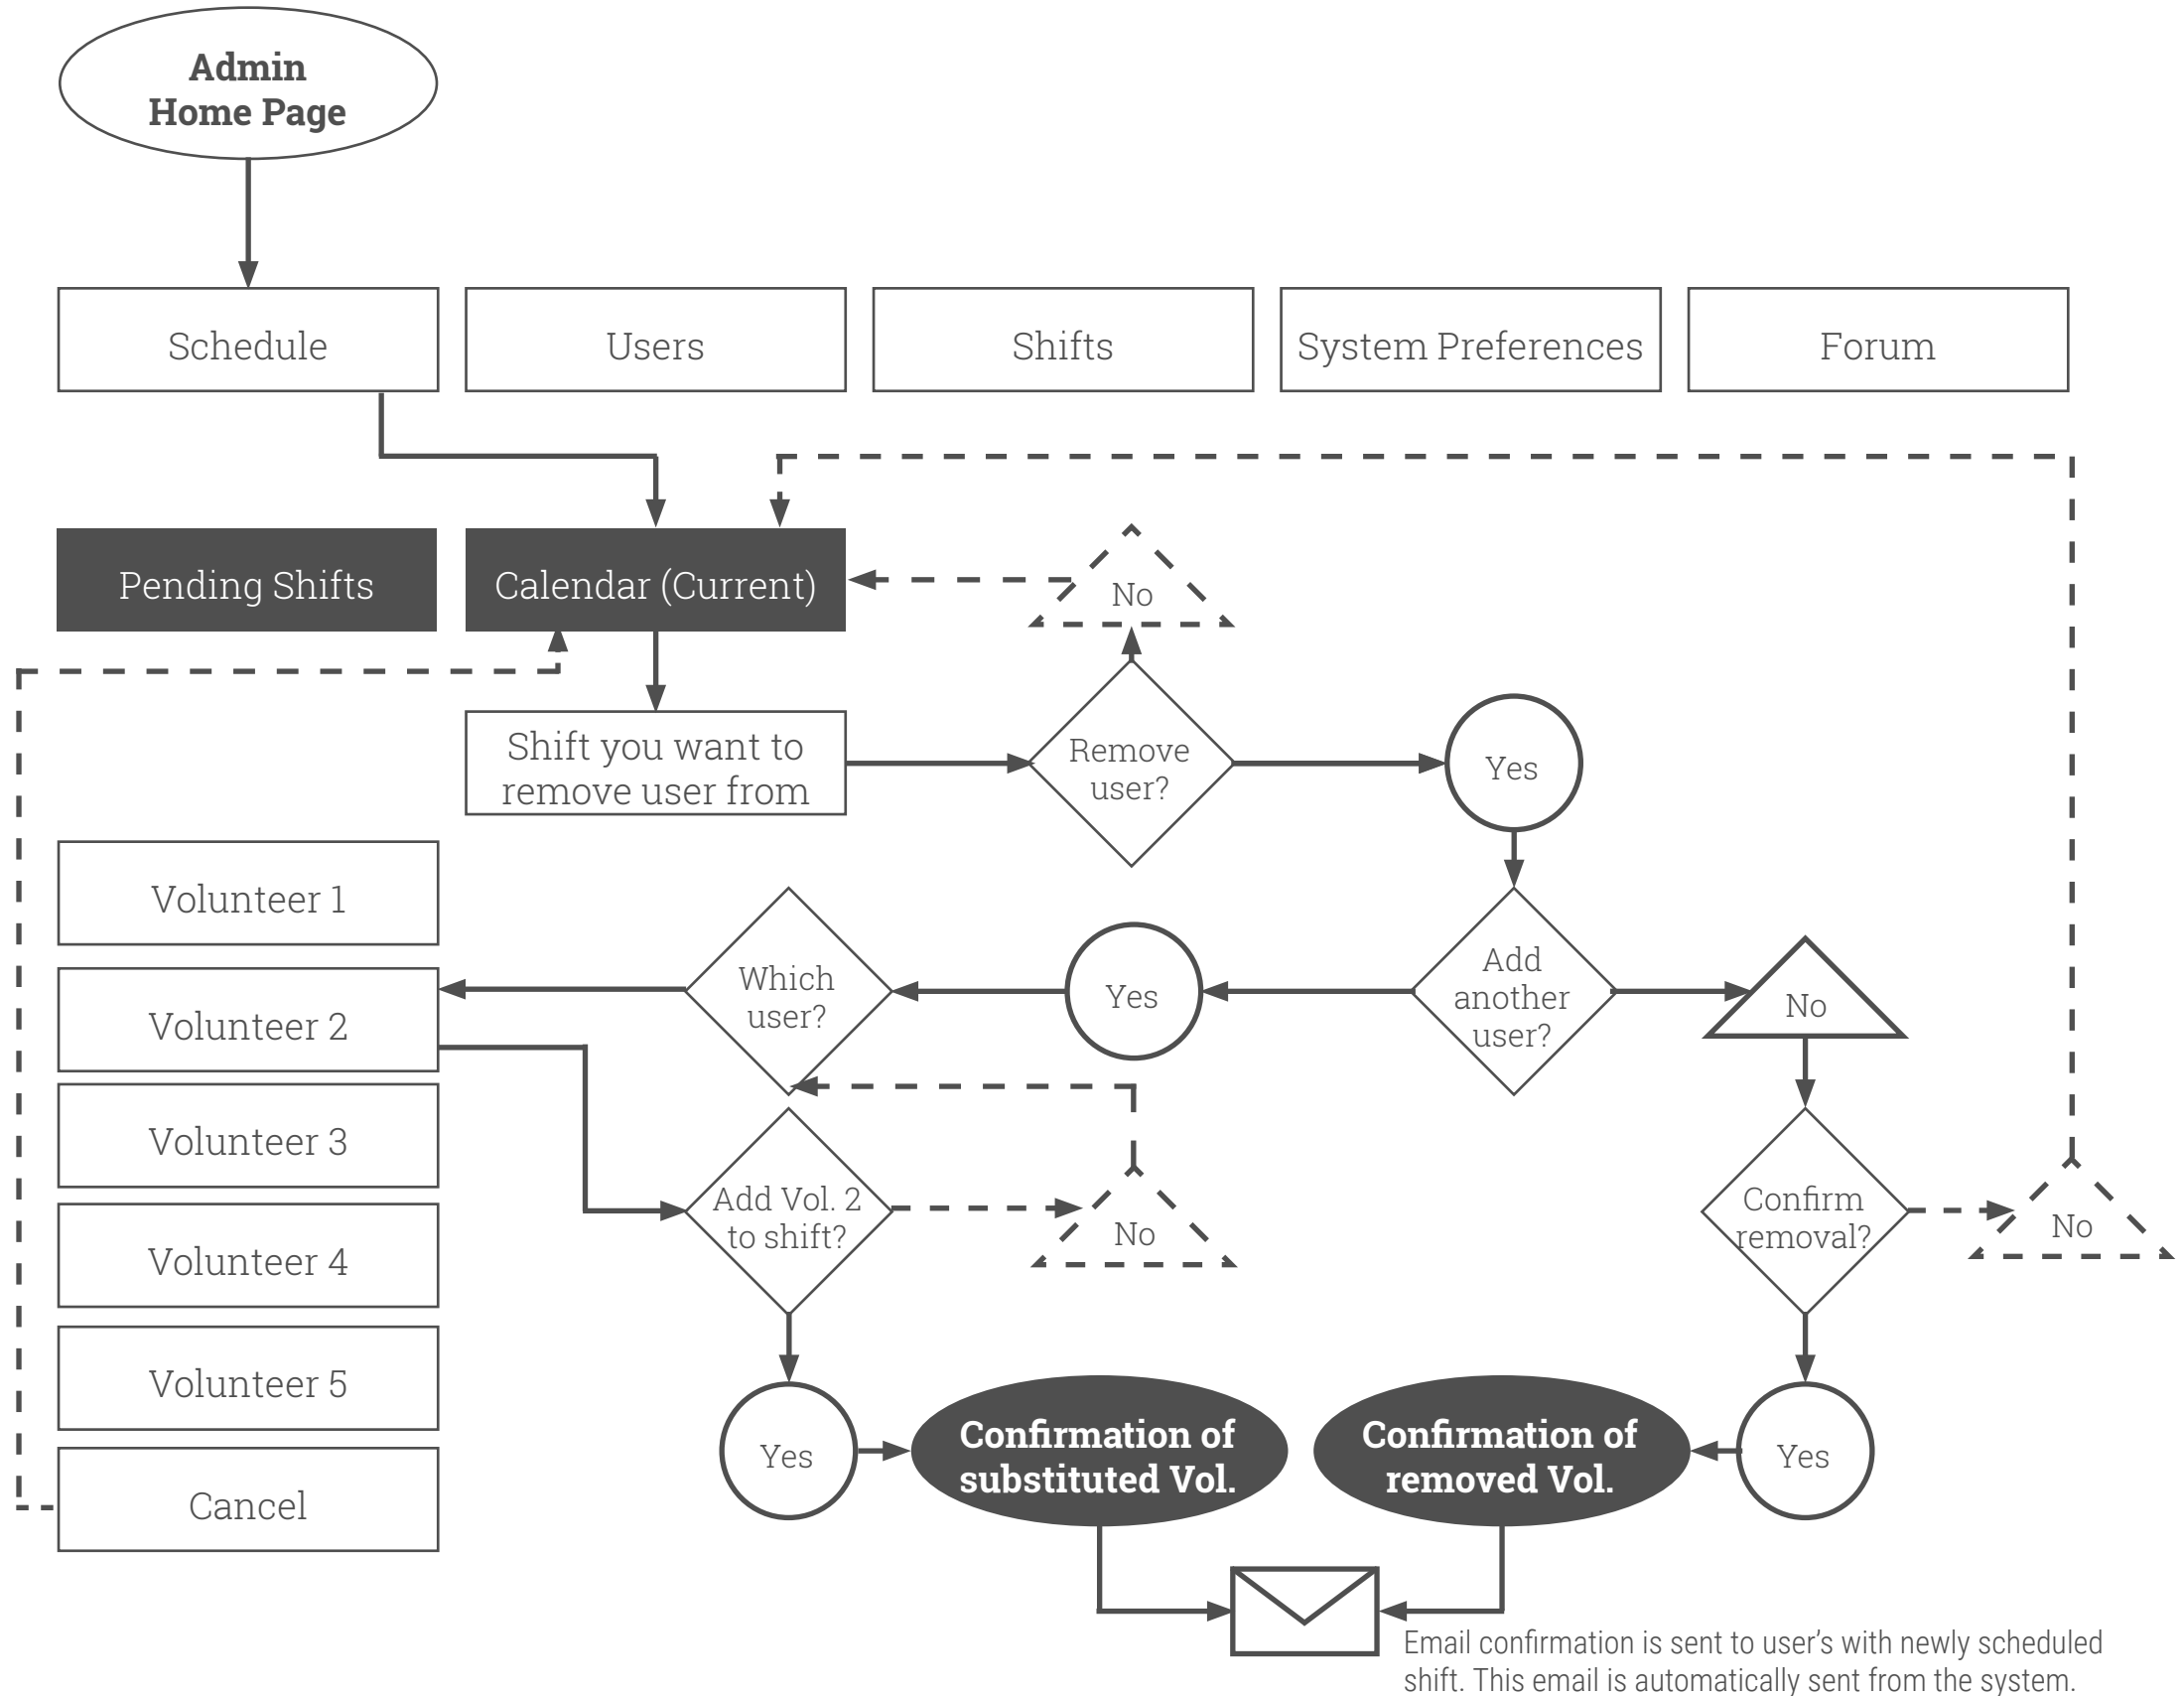 Admin
Home Page
Schedule
Users
Shifts
System Preferences
Forum
Pending Shifts
Calendar (Current)
No
Shift you want to
remove user from
Remove
user?
Yes
Volunteer 1
Volunteer 2
Volunteer 3
Volunteer 4
Volunteer 5
Cancel
Which
user?
Yes
Add
another
user?
No
Add Vol. 2
to shift?
No
Confirm
removal?
No
Yes
Confirmation of
substituted Vol.
Confirmation of
removed Vol.
Yes
Email confirmation is sent to user’s with newly scheduled
shift. This email is automatically sent from the system.